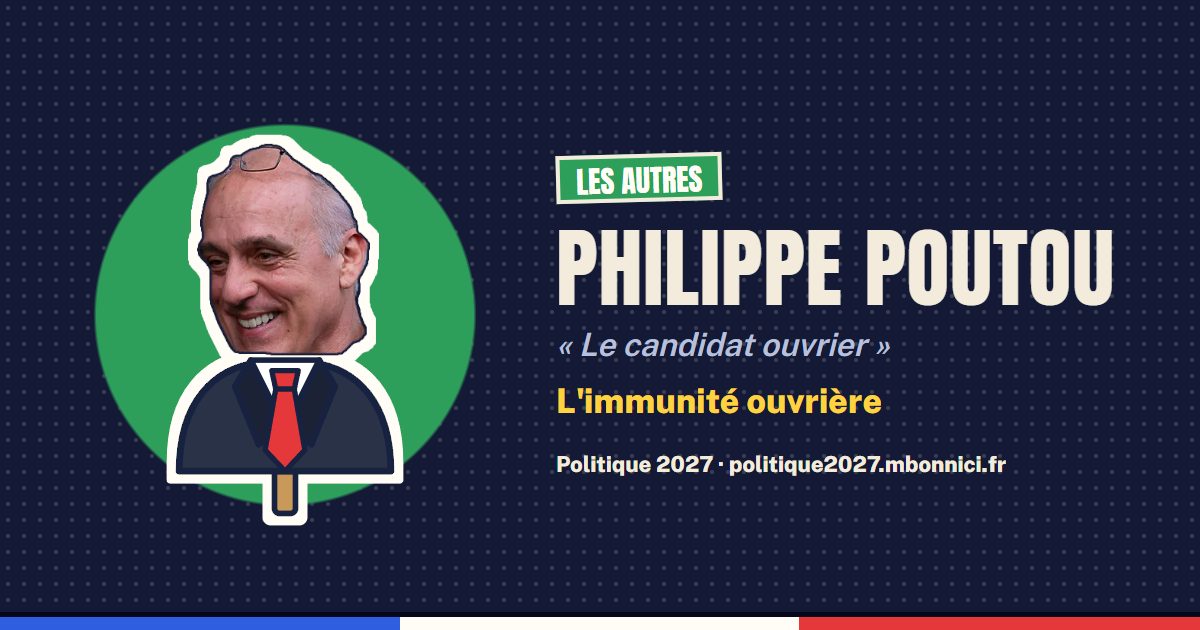 LES AUTRES
PHILIPPE POUTOU
« Le candidat ouvrier »
L'immunité ouvrière
Politique 2027 · politique2027.mbonnici.fr